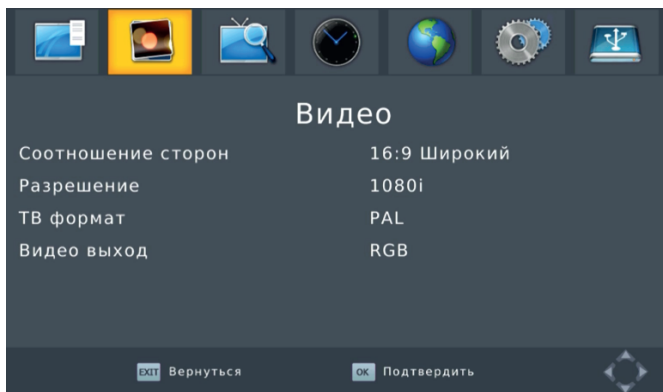 Видео
Соотношение сторон 16:9 Широкий
Разрешение 1080i
ТВ формат PAL
Видео выход RGB
EXIT Вернуться OK Подтвердить